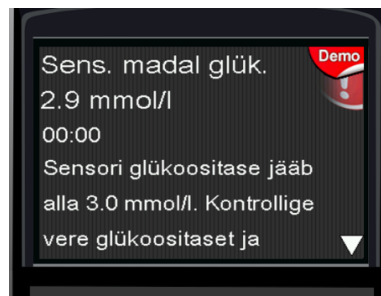 Sens. madal glük.
Demo
2.9 mmol/l
00:00
Sensori glükoositase jääb
alla 3.0 mmol/l. Kontrollige
vere glükoositaset ja